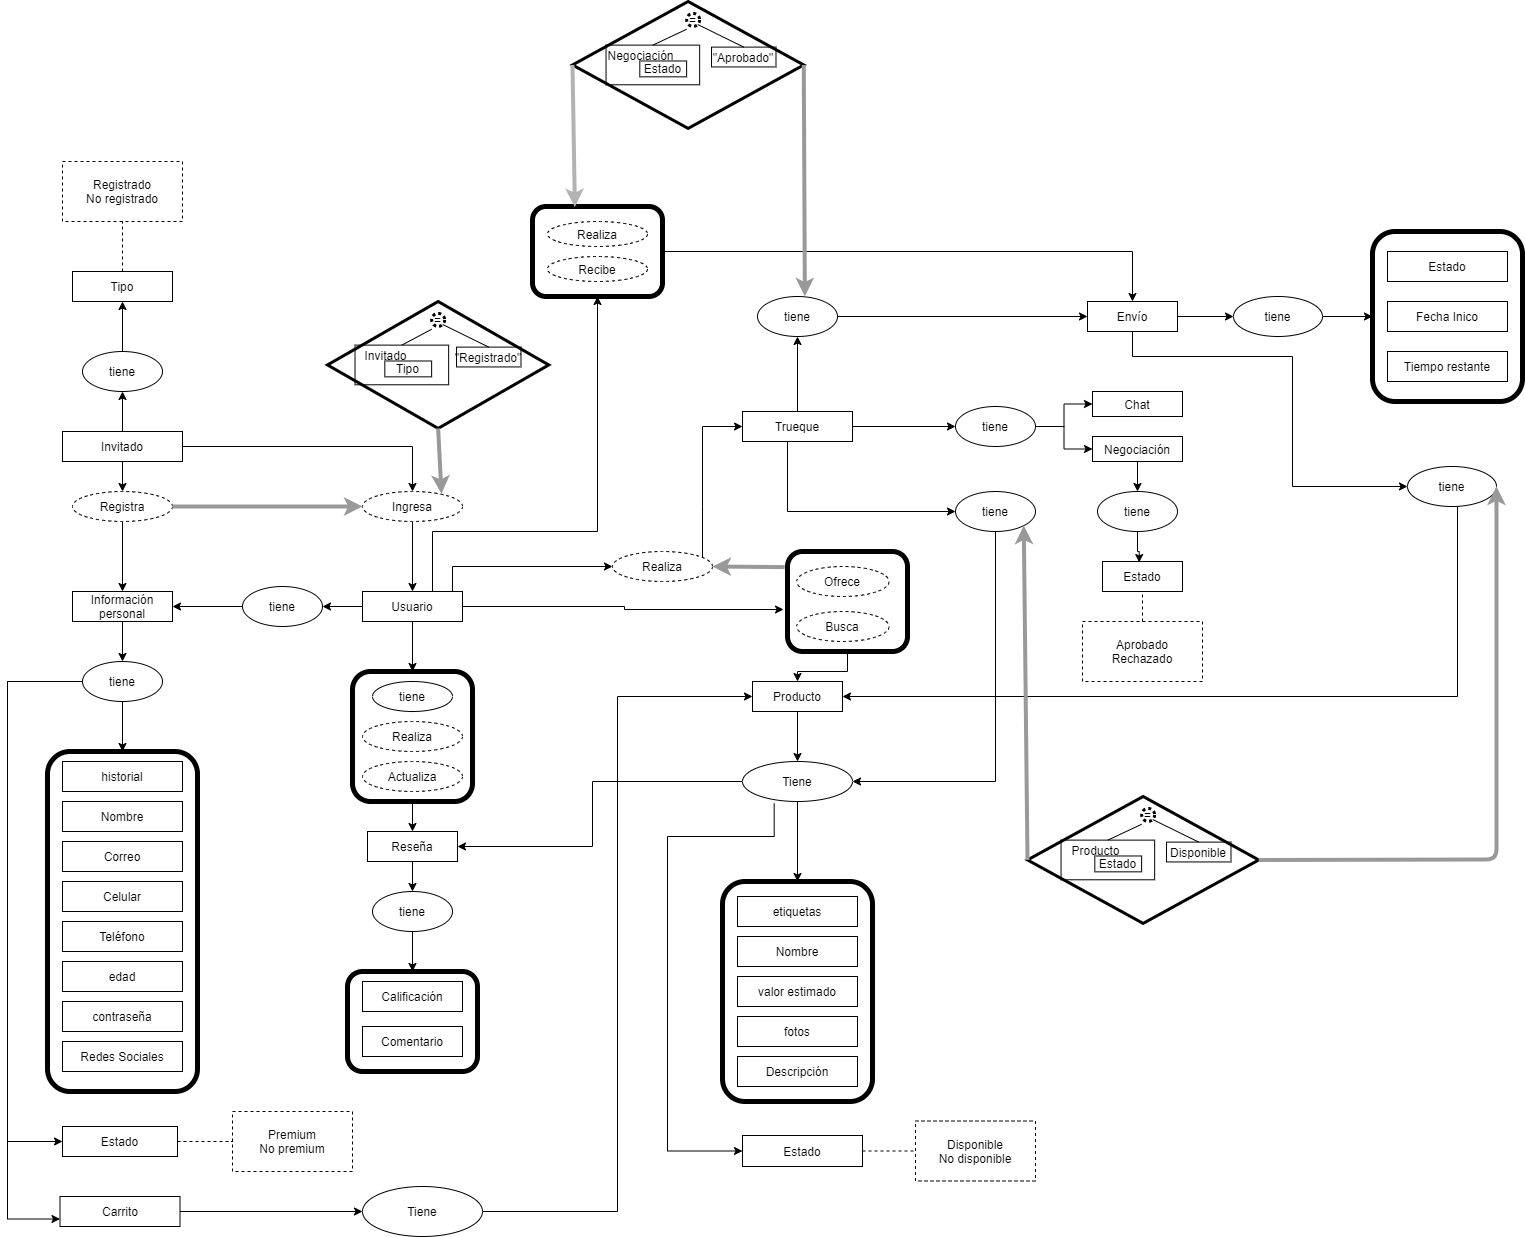 Negociación
"Aprobado"
Estado
Registrado
No registrado
Realiza
Recibe
Estado
Tipo
tiene
Envío
tiene
Fecha Inico
Invitado
"Registrado"
Tipo
tiene
Tiempo restante
Chat
Trueque
tiene
Invitado
Negociación
tiene
Registra
Ingresa
tiene
tiene
Realiza
Ofrece
Estado
Información
personal
tiene
Usuario
Busca
Aprobado
Rechazado
tiene
tiene
Producto
Realiza
historial
Actualiza
Tiene
Nombre
Correo
Reseña
Producto
Disponible
Estado
Celular
tiene
etiquetas
Teléfono
Nombre
edad
Calificación
valor estimado
contraseña
fotos
Redes Sociales
Comentario
Descripción
Estado
Premium
No premium
Estado
Disponible
No disponible
Carrito
Tiene
=
=
=